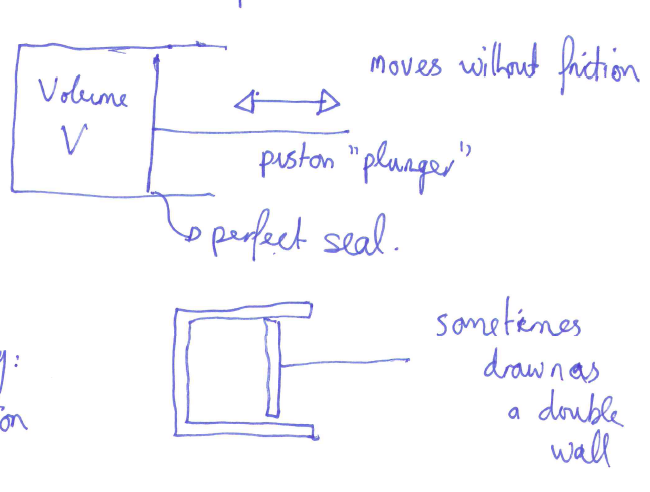 moves without friction
Volume
V
piston "plunger"
perfect seal.
sometimes
y:
drawn as
on
a double
wall